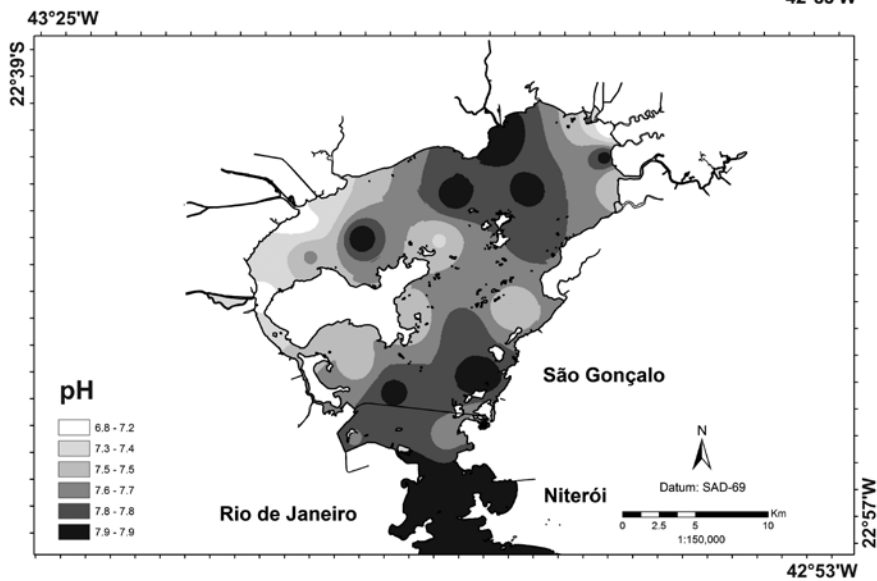 43°25'W
22°39'S
São Gonçalo
pH
6.8 - 7.2
7.3 - 7.4
7.5 - 7.5
7.6 - 7.7
7.8 - 7.8
7.9 - 7.9
Rio de Janeiro
Niterói
N
Datum: SAD-69
Km
0 2.5 5 10
1:150,000
22°57'W
42°53'W